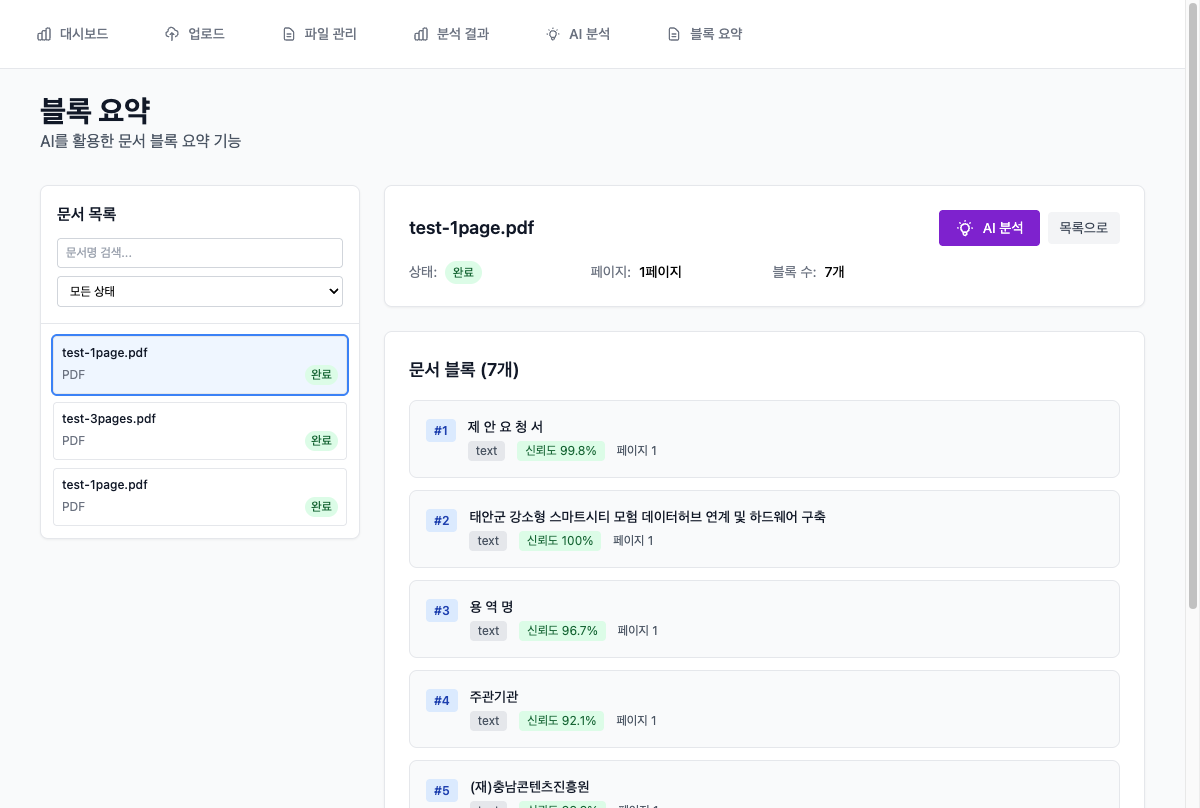 대시보드 업로드 파일 관리 분석 결과 AI 분석 블록 요약
블록 요약
AI를 활용한 문서 블록 요약 기능
문서 목록
문서명 검색...
모든 상태
test-1page.pdf
PDF 완료
test-3pages.pdf
PDF 완료
test-1page.pdf
PDF 완료
test-1page.pdf
AI 분석 목록으로
상태: 완료 페이지: 1페이지 블록 수: 7개
문서 블록 (7개)
#1 제 안 요 청 서
text 신뢰도 99.8% 페이지 1
#2 태안군 강소형 스마트시티 모험 데이터허브 연계 및 하드웨어 구축
text 신뢰도 100% 페이지 1
#3 용 역 명
text 신뢰도 96.7% 페이지 1
#4 주관기관
text 신뢰도 92.1% 페이지 1
#5 (재)충남콘텐츠진흥원